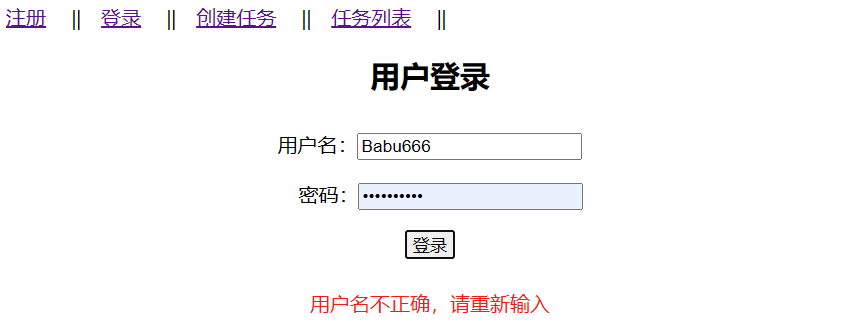 注册 || 登录 || 创建任务 || 任务列表 ||
用户登录
用户名：Babu666
密码：••••••••••
登录
用户名不正确，请重新输入